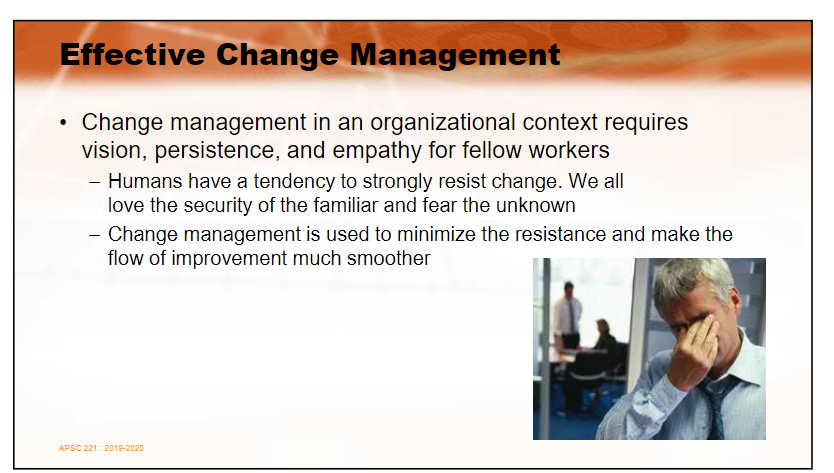 Effective Change Management
• Change management in an organizational context requires
vision, persistence, and empathy for fellow workers
– Humans have a tendency to strongly resist change. We all
love the security of the familiar and fear the unknown
– Change management is used to minimize the resistance and make the
flow of improvement much smoother
APSC 221 : 2019-2020